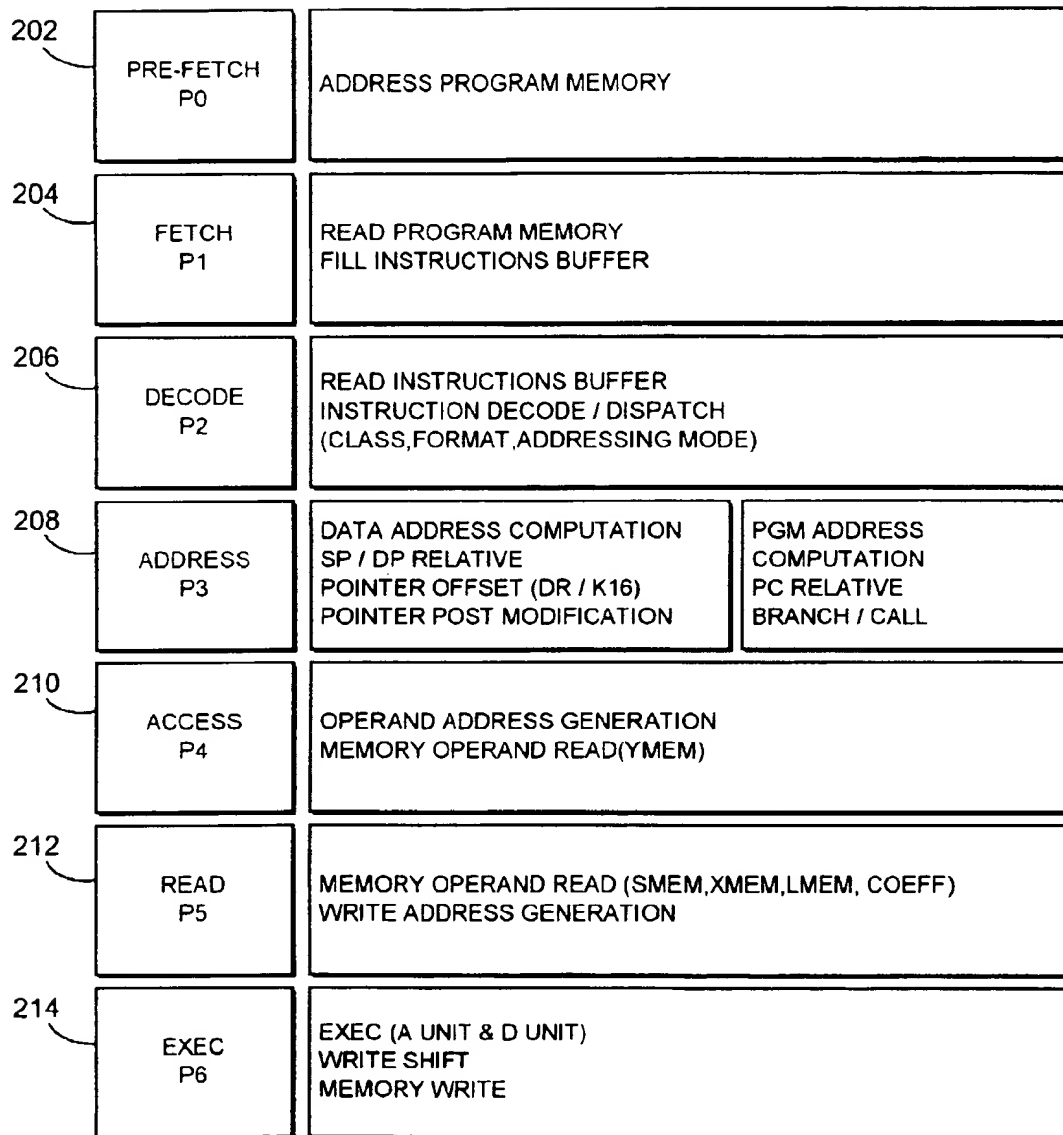 202
PRE-FETCH
P0
ADDRESS PROGRAM MEMORY
204
FETCH
P1
READ PROGRAM MEMORY
FILL INSTRUCTIONS BUFFER
206
DECODE
P2
READ INSTRUCTIONS BUFFER
INSTRUCTION DECODE / DISPATCH
(CLASS,FORMAT,ADDRESSING MODE)
208
ADDRESS
P3
DATA ADDRESS COMPUTATION
SP / DP RELATIVE
POINTER OFFSET (DR / K16)
POINTER POST MODIFICATION
PGM ADDRESS
COMPUTATION
PC RELATIVE
BRANCH / CALL
210
ACCESS
P4
OPERAND ADDRESS GENERATION
MEMORY OPERAND READ(YMEM)
212
READ
P5
MEMORY OPERAND READ (SMEM,XMEM,LMEM, COEFF)
WRITE ADDRESS GENERATION
214
EXEC
P6
EXEC (A UNIT & D UNIT)
WRITE SHIFT
MEMORY WRITE